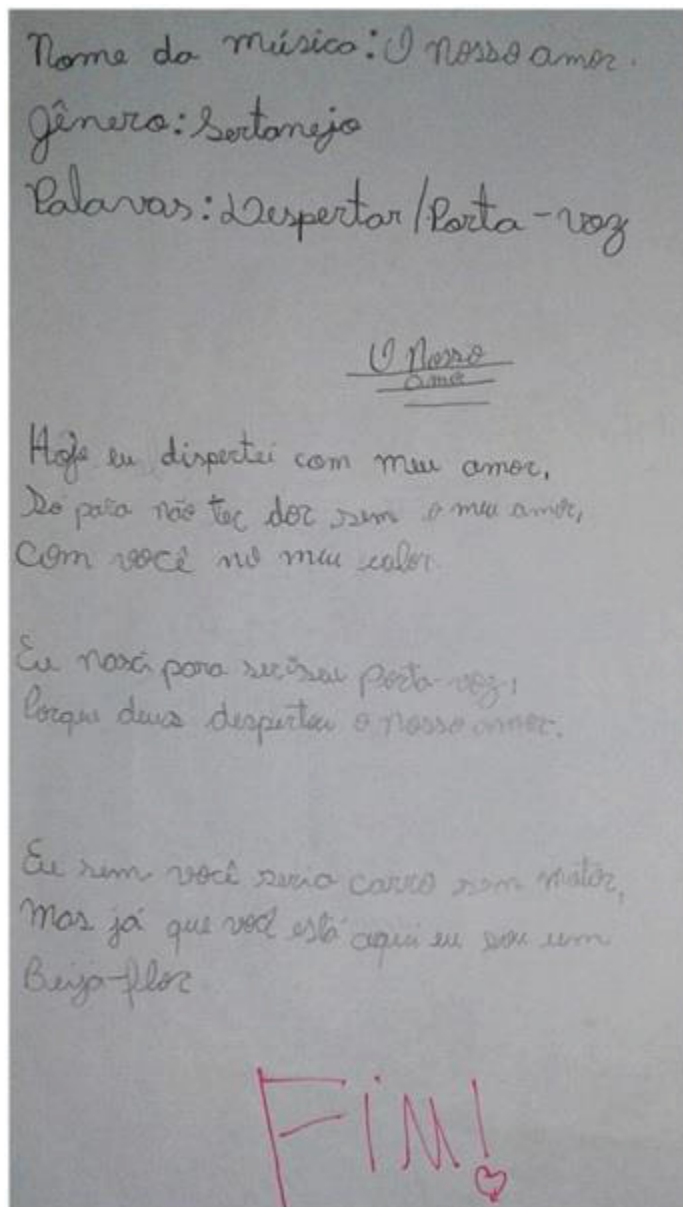 Nome da música: O nosso amor.
Gênero: Sertanejo
Palavas: Despertar/Porta-voz
O Nosso
amor
Hoje eu dispertei com meu amor,
Do para não ter dor sem o meu amor,
com você no meu calor.
Eu nasci para ser seu porta-voz,
Porque deus despertou o nosso amor.
Eu sem você seria carro sem motor,
Mas já que você está aqui eu sou um
Beija-flor.
FIM!